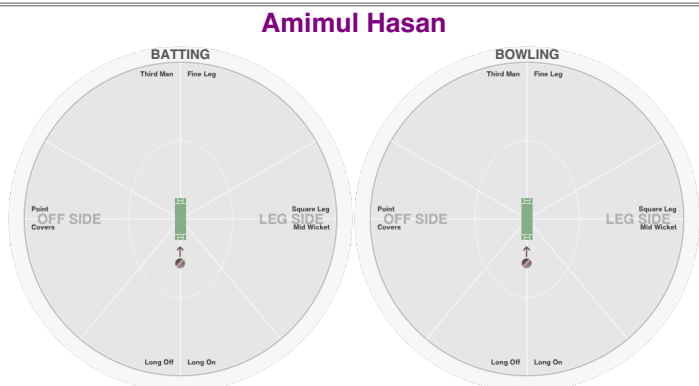 Amimul Hasan
BATTING
Third Man Fine Leg
Point
OFF SIDE
Covers
Square Leg
LEG SIDE
Mid Wicket
Long Off Long On
BOWLING
Third Man Fine Leg
Point
OFF SIDE
Covers
Square Leg
LEG SIDE
Mid Wicket
Long Off Long On